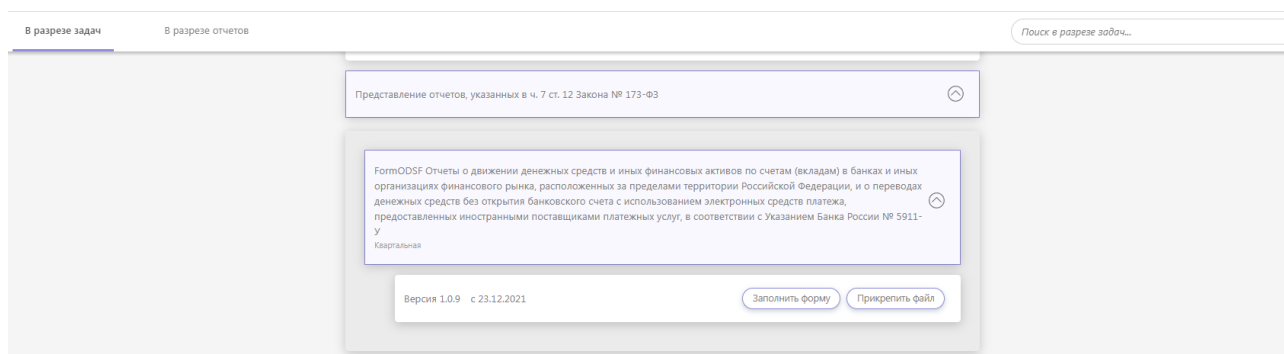 В разрезе задач
В разрезе отчетов
Поиск в разрезе задач...
Представление отчетов, указанных в ч. 7 ст. 12 Закона № 173-ФЗ
FormODSF Отчеты о движении денежных средств и иных финансовых активов по счетам (вкладам) в банках и иных
организациях финансового рынка, расположенных за пределами территории Российской Федерации, и о переводах
денежных средств без открытия банковского счета с использованием электронных средств платежа,
предоставленных иностранными поставщиками платежных услуг, в соответствии с Указанием Банка России № 5911-
У
Квартальная
Версия 1.0.9 с 23.12.2021
Заполнить форму
Прикрепить файл